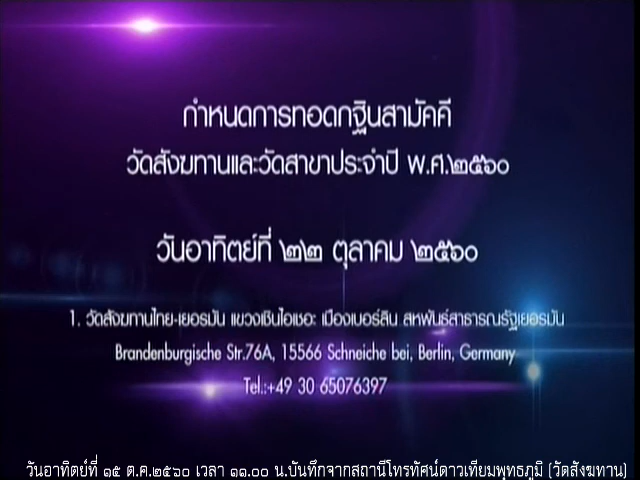 กำหนดการทอดกฐินสามัคคี
วัดสังฆทานและวัดสาขาประจำปี พ.ศ.๒๕๖๐
วันอาทิตย์ที่ ๒๒ ตุลาคม ๒๕๖๐
1. วัดสังฆทานไทย-เยอรมัน แขวงเชินไอเชอะ เมืองเบอร์ลิน สหพันธ์สาธารณรัฐเยอรมัน
Brandenburgische Str.76A, 15566 Schneiche bei, Berlin, Germany
Tel.:+49 30 65076397
วันอาทิตย์ที่ ๑๕ ต.ค.๒๕๖๐ เวลา ๑๑.๐๐ น.บันทึกจากสถานีโทรทัศน์ดาวเทียมพุทธภูมิ (วัดสังฆทาน)